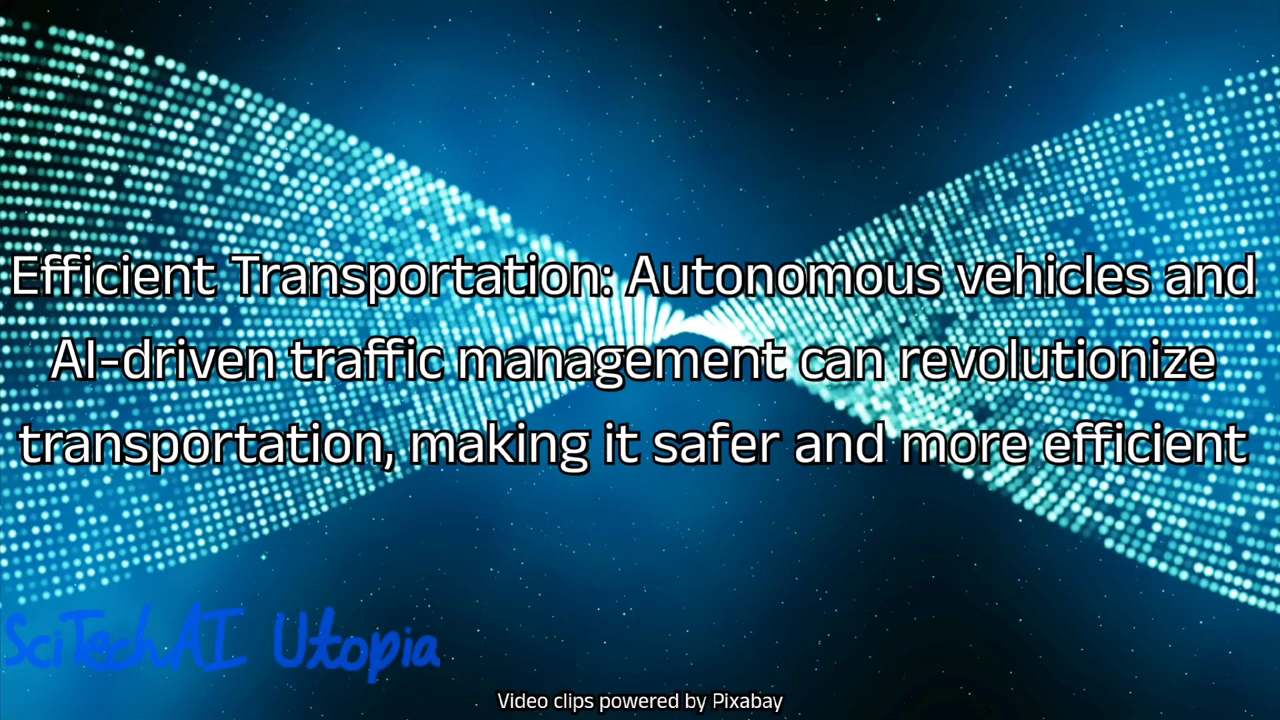 Efficient Transportation: Autonomous vehicles and
AI-driven traffic management can revolutionize
transportation, making it safer and more efficient
SciTechAI Utopia
Video clips powered by Pixabay